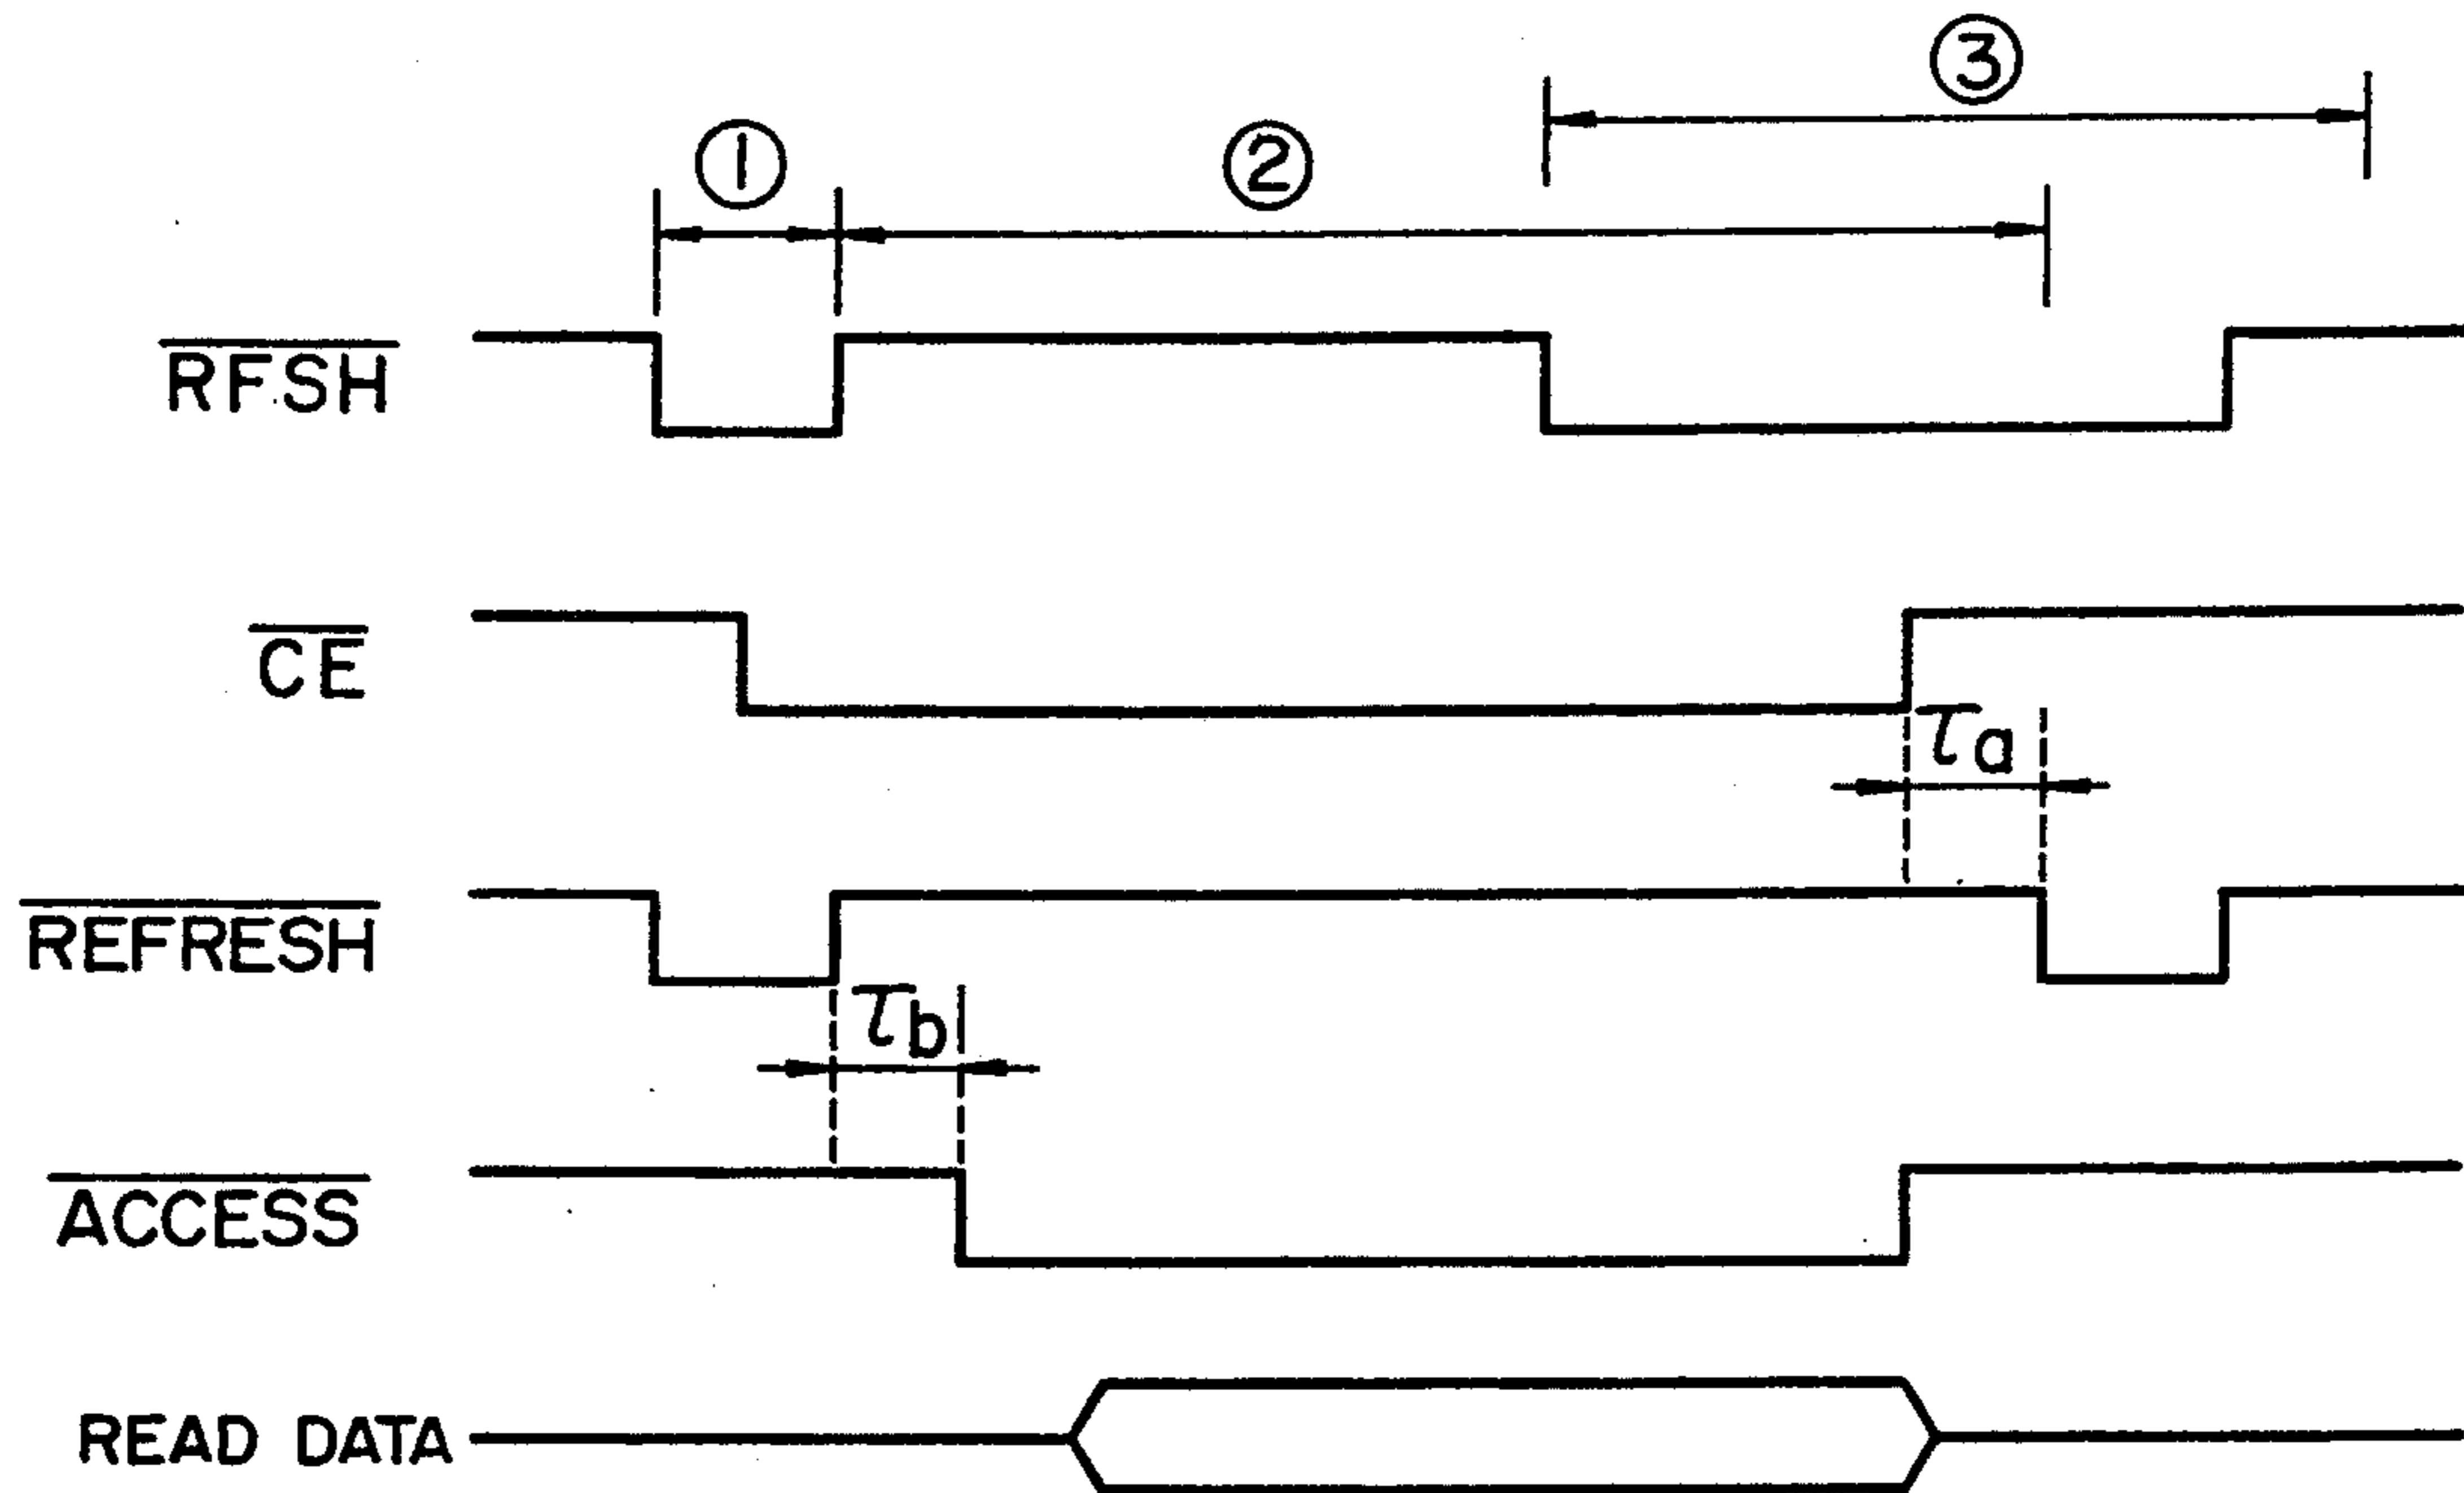 ③
① ②
RFSH
CE
τa
REFRESH
τb
ACCESS
READ DATA